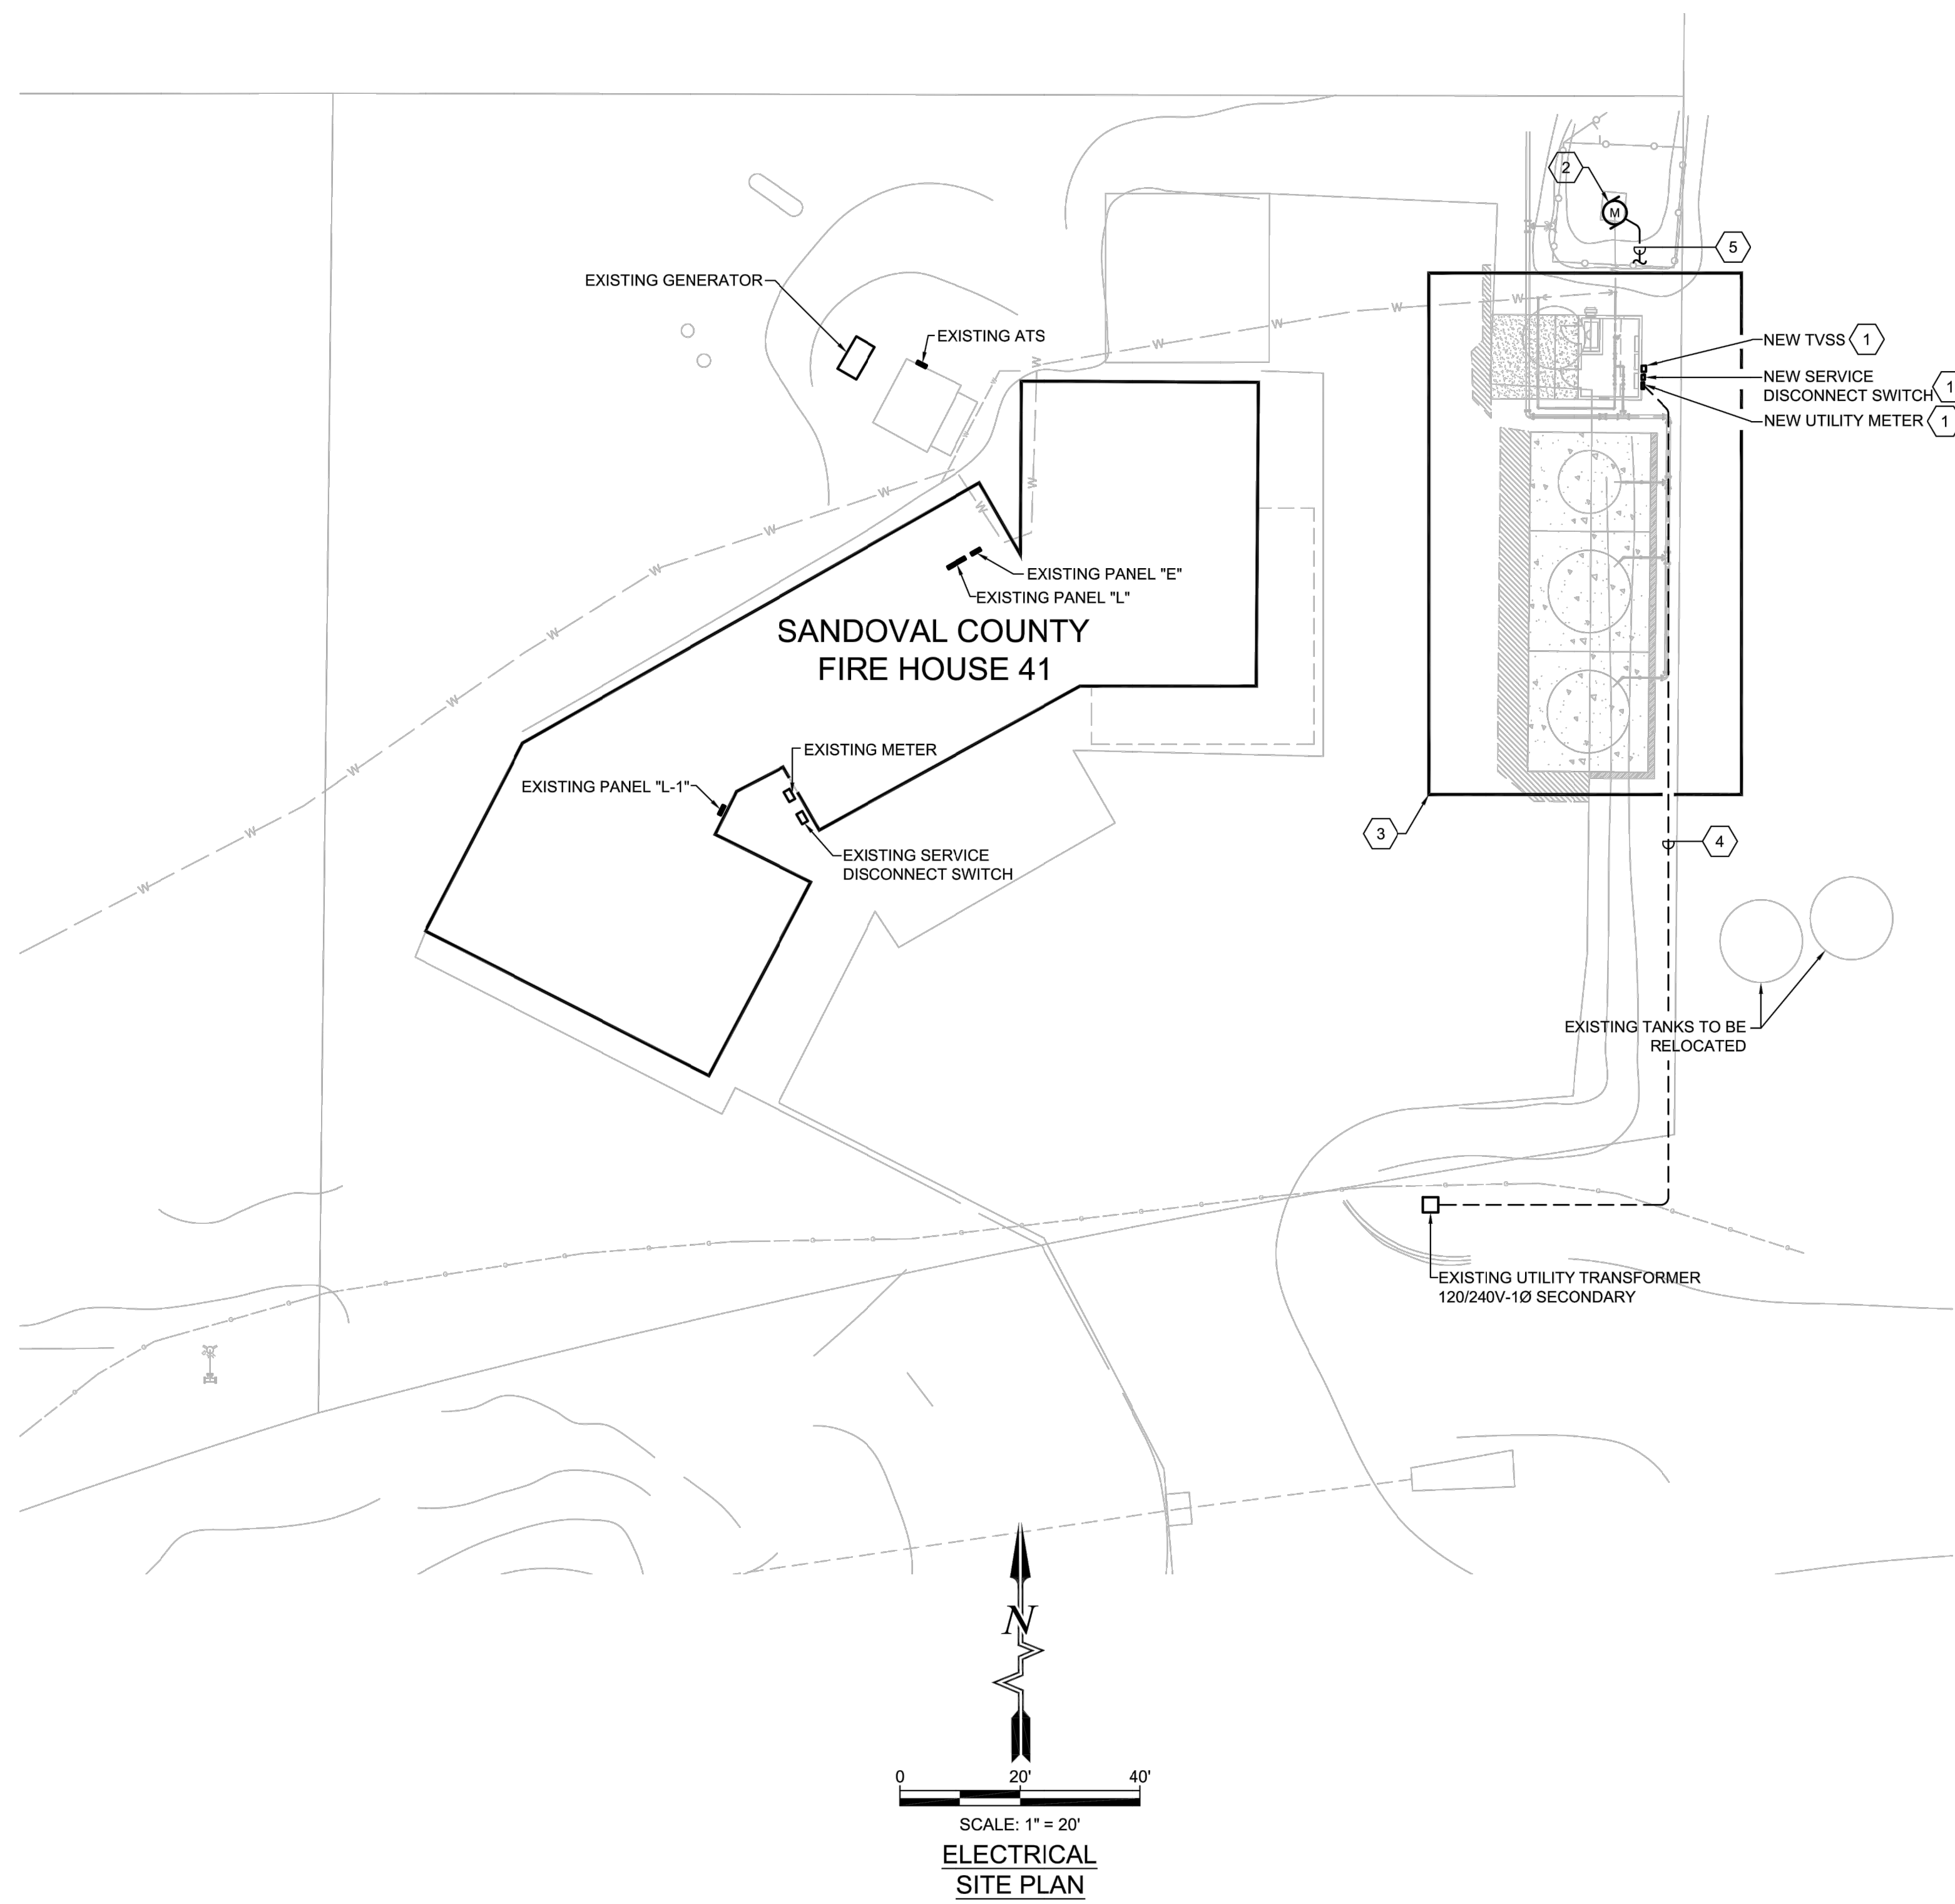 2
M
5
EXISTING GENERATOR
EXISTING ATS
W
W
W
W
NEW TVSS 1
NEW SERVICE
DISCONNECT SWITCH 1
NEW UTILITY METER 1
W
W
W
W
W
W
W
EXISTING PANEL "E"
EXISTING PANEL "L"
W
W
SANDOVAL COUNTY
FIRE HOUSE 41
W
W
W
EXISTING METER
EXISTING PANEL "L-1"
W
W
3
4
EXISTING SERVICE
DISCONNECT SWITCH
W
EXISTING TANKS TO BE
RELOCATED
EXISTING UTILITY TRANSFORMER
120/240V-1Ø SECONDARY
N
0 20' 40'
SCALE: 1" = 20'
ELECTRICAL
SITE PLAN